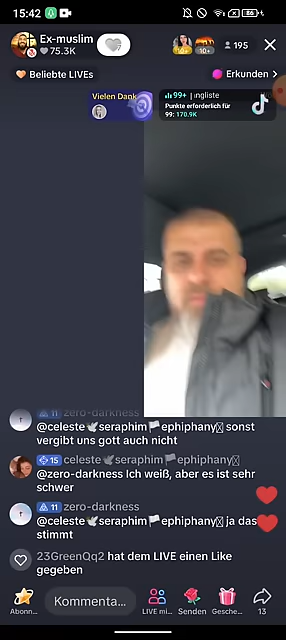 15:42
86
Ex-muslim
75.3K
10+
195
Beliebte LIVEs
Erkunden >
Vielen Dank
99+ | ingliste
Punkte erforderlich für
99: 170.9K
11 zero-darkness
@celeste🕊seraphim🏳ephiphany sonst
vergibt uns gott auch nicht
15 celeste🕊seraphim🏳ephiphany
@zero-darkness Ich weiß, aber es ist sehr
schwer
11 zero-darkness
@celeste🕊seraphim🏳ephiphany ja das
stimmt
23GreenQq2 hat dem LIVE einen Like
gegeben
Kommenta...
Abonn...
LIVE mi...
Senden
Gesche...
13